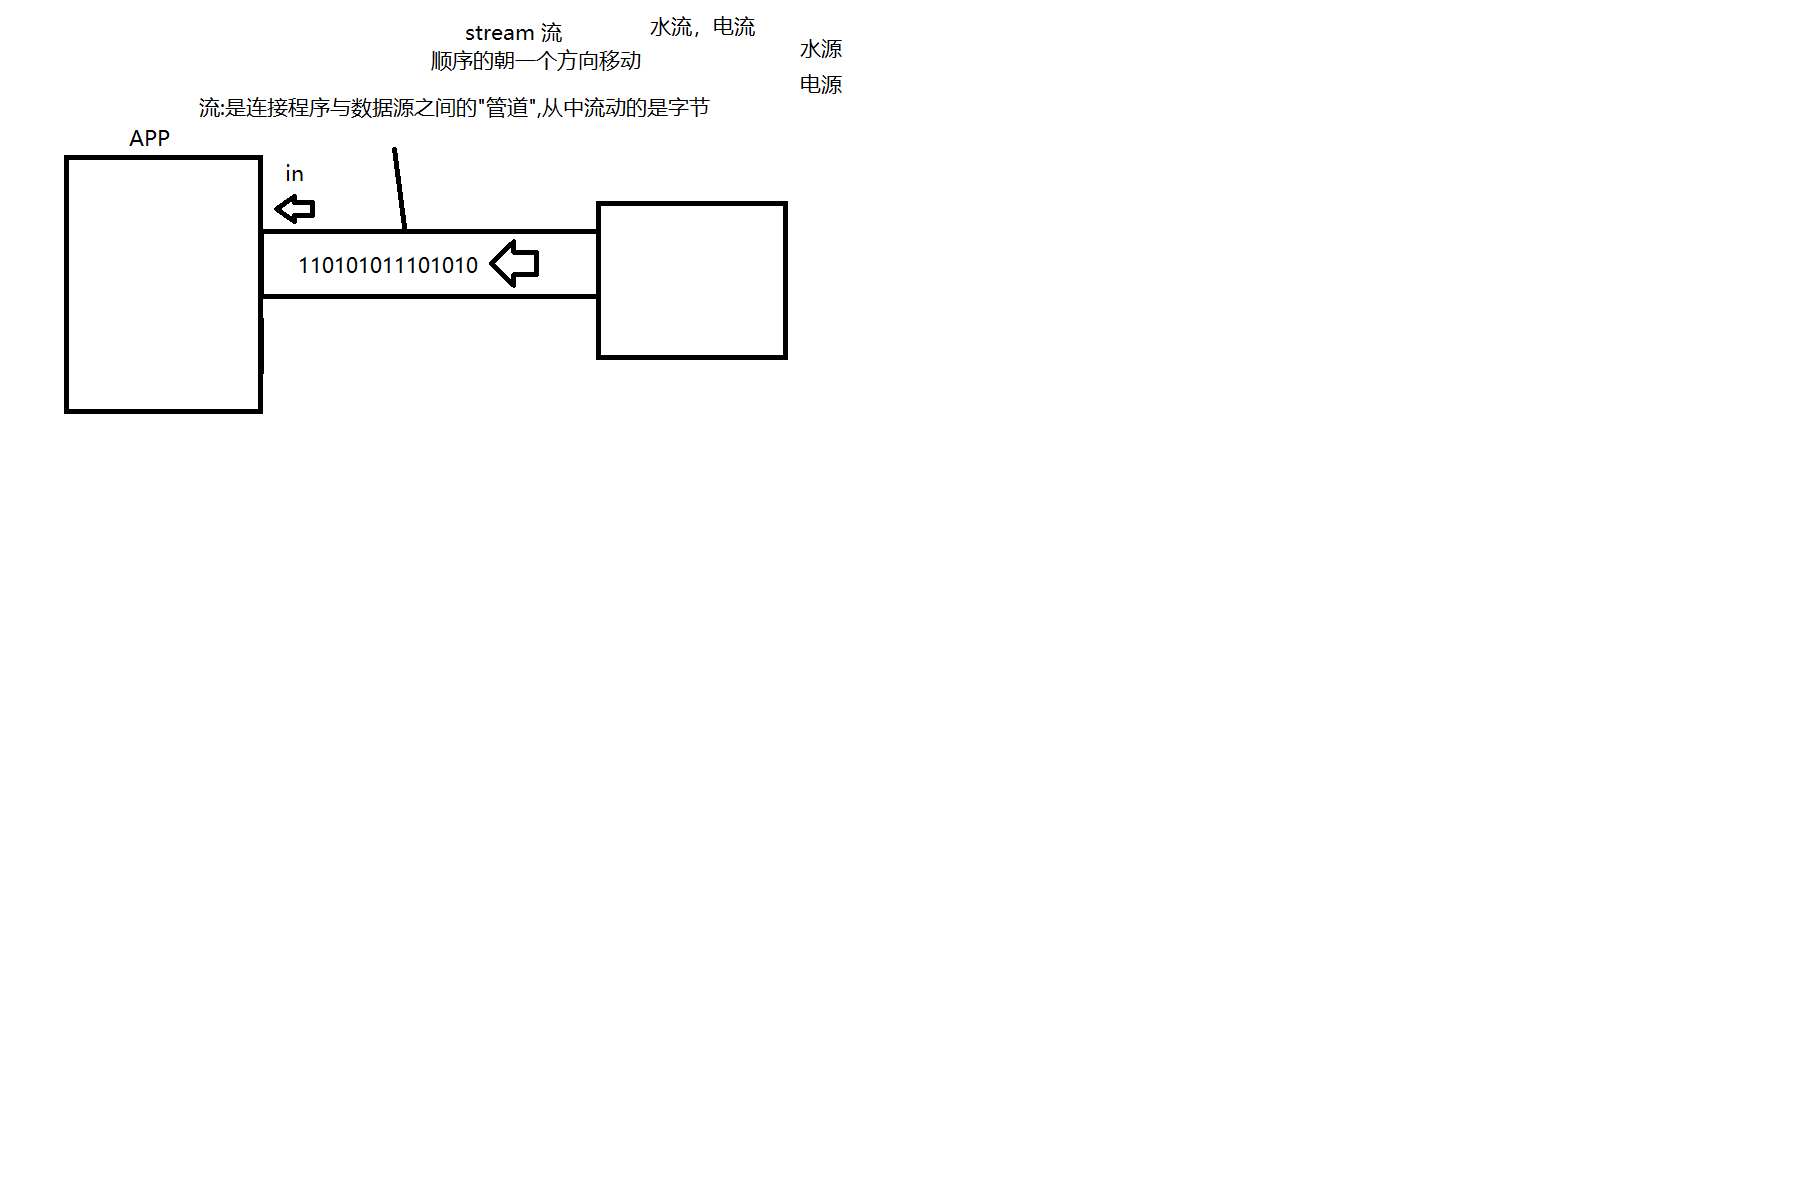 stream 流
水流，电流
顺序的朝一个方向移动
水源
电源
流:是连接程序与数据源之间的"管道",从中流动的是字节
APP
in
110101011101010